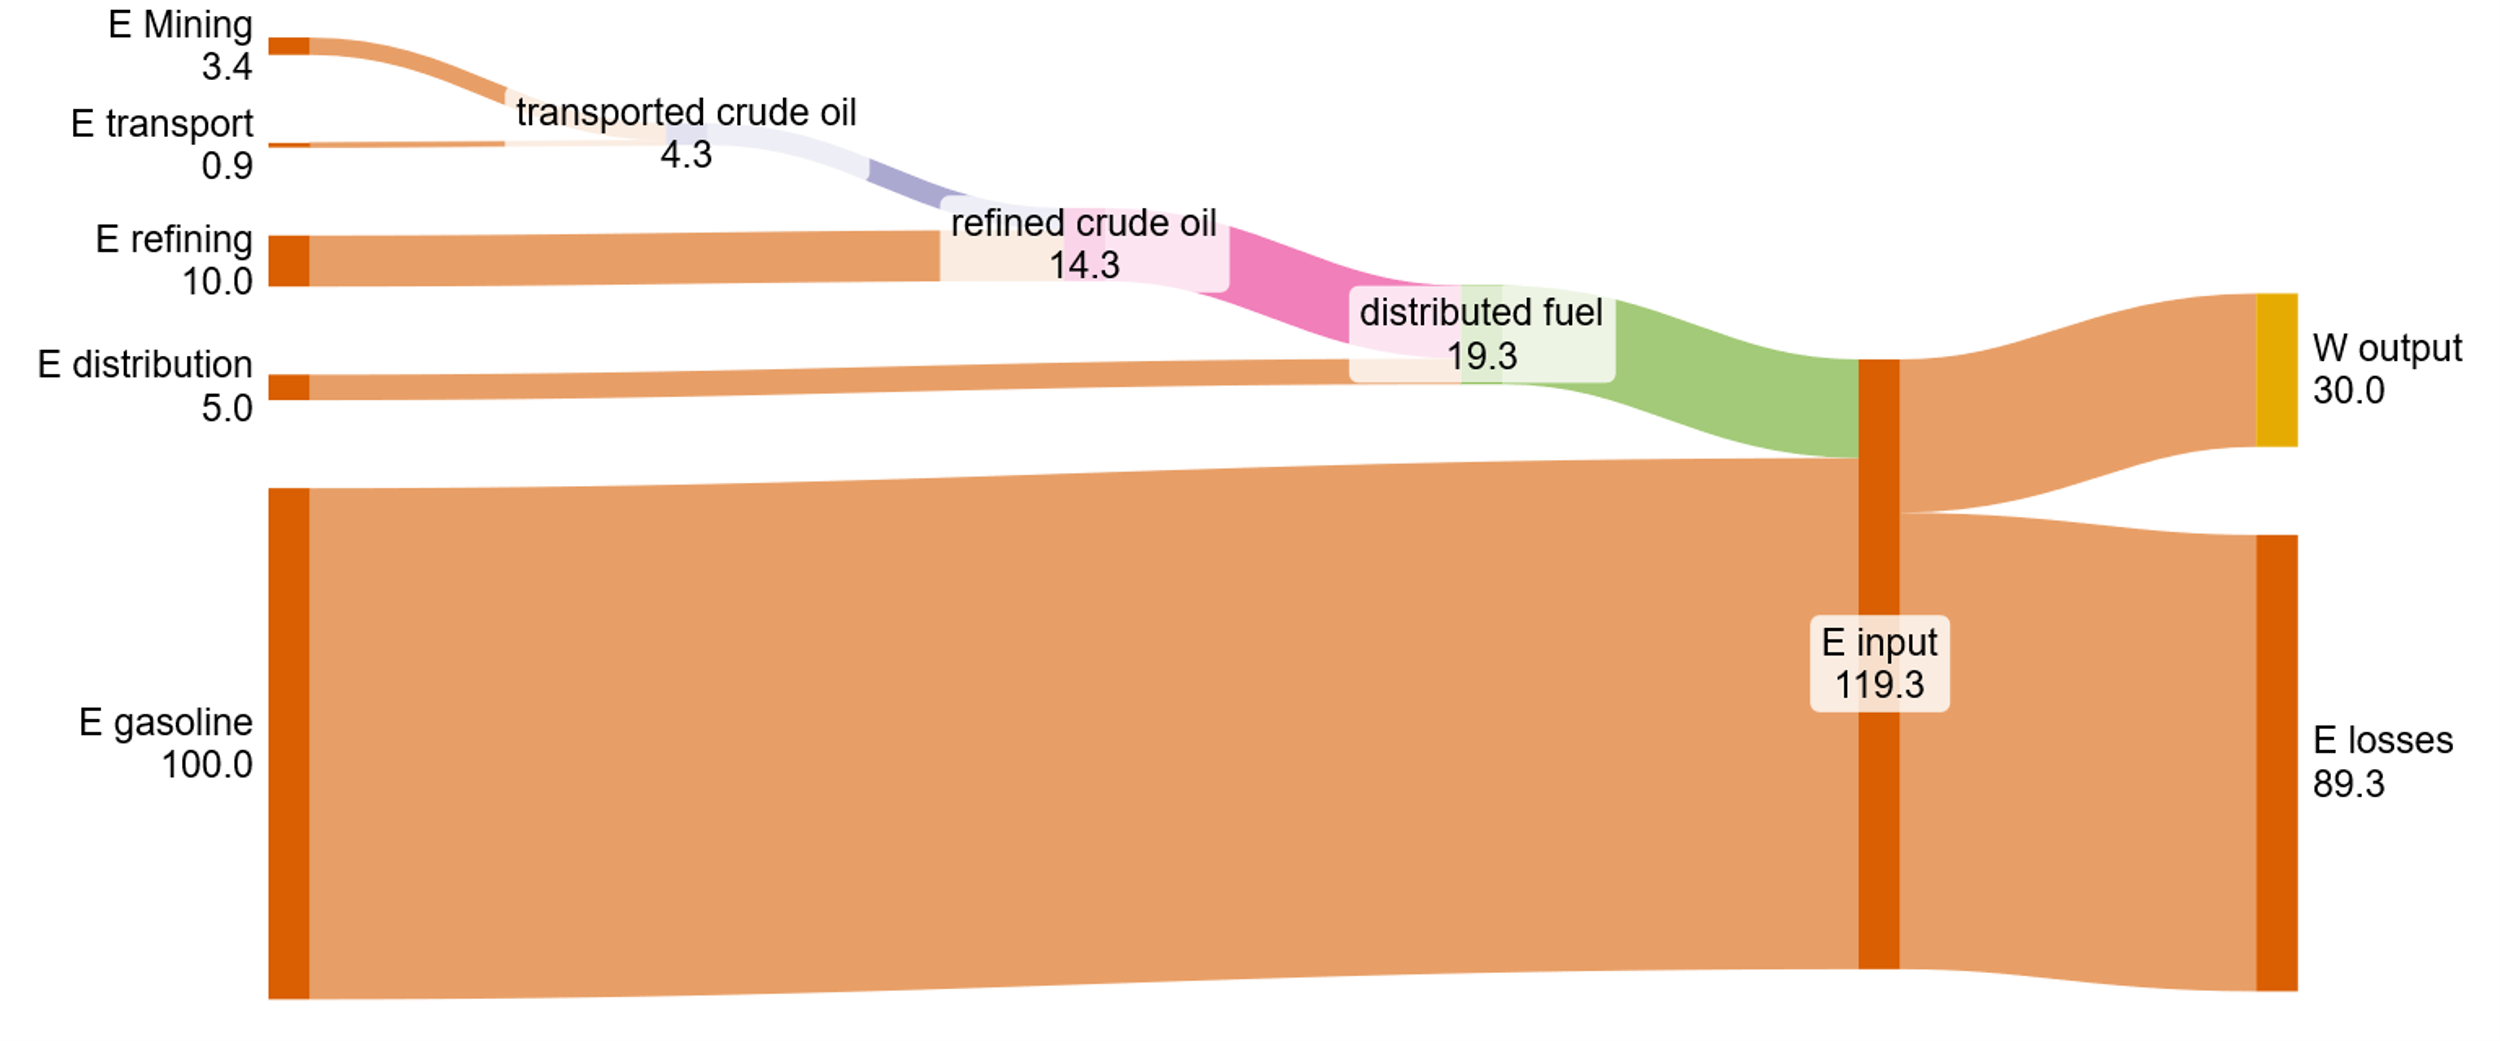 E Mining
3.4
E transport
0.9
transported crude oil
4.3
E refining
10.0
refined crude oil
14.3
E distribution
5.0
distributed fuel
19.3
E gasoline
100.0
E input
119.3
W output
30.0
E losses
89.3